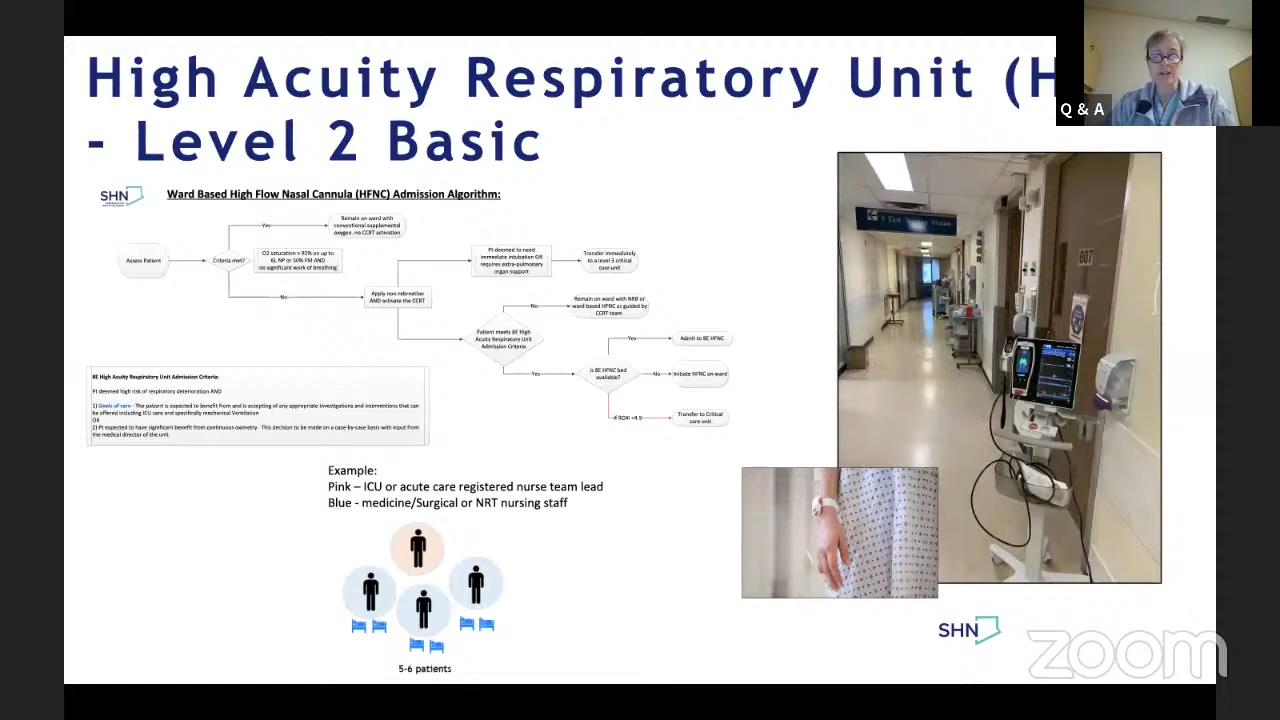 High Acuity Respiratory Unit (H
- Level 2 Basic
Q & A
SHN
Ward Based High Flow Nasal Cannula (HFNC) Admission Algorithm:
Assess Patient
Criteria met?
Yes
Remain on ward with
conventional supplemental
oxygen. no CCRT activation
O2 saturation > 92% on up to
6L NP or 50% FM AND
no significant work of breathing
No
Apply non-rebreather
AND activate the CCRT
Pt deemed to need
immediate intubation OR
requires extra-pulmonary
organ support
Transfer immediately
to a level 3 critical
care unit
Patient meets BE High
Acuity Respiratory Unit
Admission Criteria
No
Remain on ward with NRB or
ward based HFNC as guided by
CCRT team
Yes
Is BE HFNC bed
available?
Yes
Admit to BE HFNC
No
Initiate HFNC on ward
If ROXI <4.9
Transfer to Critical
care unit
BE High Acuity Respiratory Unit Admission Criteria:
Pt deemed high risk of respiratory deterioration AND
1) Goals of care - The patient is expected to benefit from and is accepting of any appropriate investigations and interventions that can
be offered including ICU care and specifically mechanical Ventilation
OR
2) Pt expected to have significant benefit from continuous oximetry. This decision to be made on a case-by-case basis with input from
the medical director of the unit.
Example:
Pink – ICU or acute care registered nurse team lead
Blue - medicine/Surgical or NRT nursing staff
5-6 patients
607
SHN
zoom